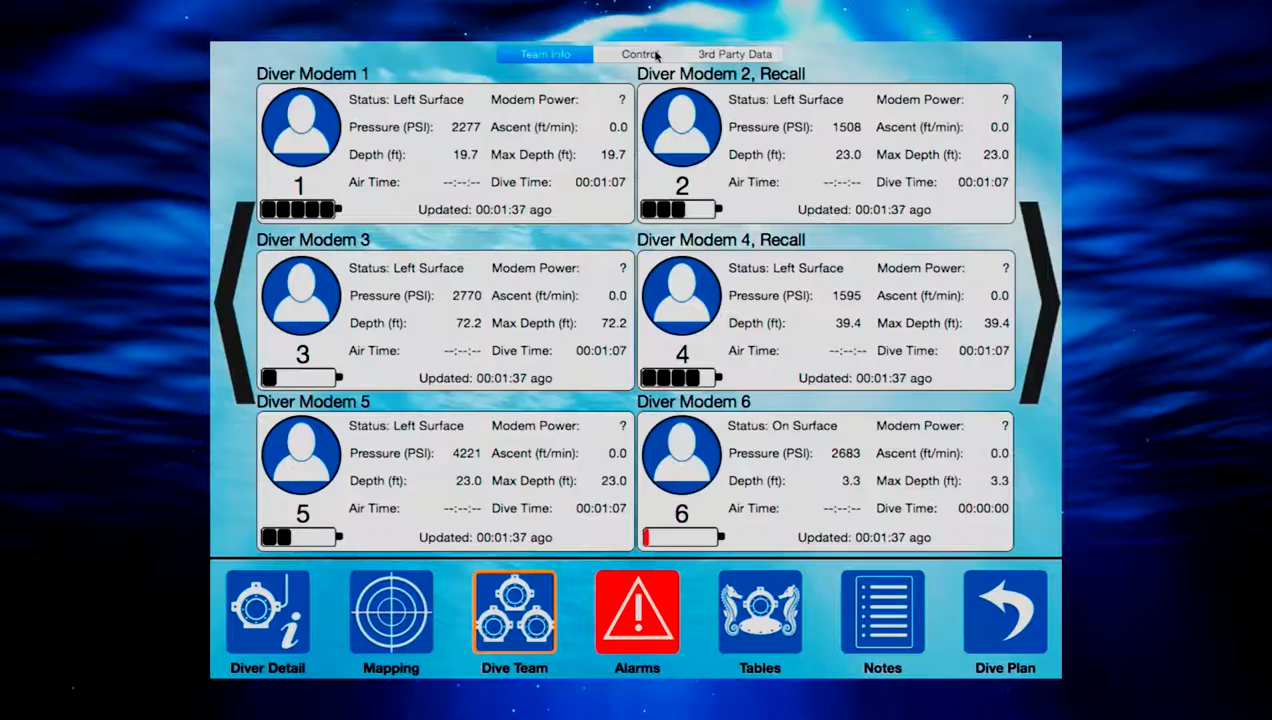 Team Info Control 3rd Party Data
Diver Modem 1
Status: Left Surface Modem Power: ?
Pressure (PSI): 2277 Ascent (ft/min): 0.0
Depth (ft): 19.7 Max Depth (ft): 19.7
1 Air Time: --:--:-- Dive Time: 00:01:07
Updated: 00:01:37 ago
Diver Modem 2, Recall
Status: Left Surface Modem Power: ?
Pressure (PSI): 1508 Ascent (ft/min): 0.0
Depth (ft): 23.0 Max Depth (ft): 23.0
2 Air Time: --:--:-- Dive Time: 00:01:07
Updated: 00:01:37 ago
Diver Modem 3
Status: Left Surface Modem Power: ?
Pressure (PSI): 2770 Ascent (ft/min): 0.0
Depth (ft): 72.2 Max Depth (ft): 72.2
3 Air Time: --:--:-- Dive Time: 00:01:07
Updated: 00:01:37 ago
Diver Modem 4, Recall
Status: Left Surface Modem Power: ?
Pressure (PSI): 1595 Ascent (ft/min): 0.0
Depth (ft): 39.4 Max Depth (ft): 39.4
4 Air Time: --:--:-- Dive Time: 00:01:07
Updated: 00:01:37 ago
Diver Modem 5
Status: Left Surface Modem Power: ?
Pressure (PSI): 4221 Ascent (ft/min): 0.0
Depth (ft): 23.0 Max Depth (ft): 23.0
5 Air Time: --:--:-- Dive Time: 00:01:07
Updated: 00:01:37 ago
Diver Modem 6
Status: On Surface Modem Power: ?
Pressure (PSI): 2683 Ascent (ft/min): 0.0
Depth (ft): 3.3 Max Depth (ft): 3.3
6 Air Time: --:--:-- Dive Time: 00:00:00
Updated: 00:01:37 ago
Diver Detail Mapping Dive Team Alarms Tables Notes Dive Plan